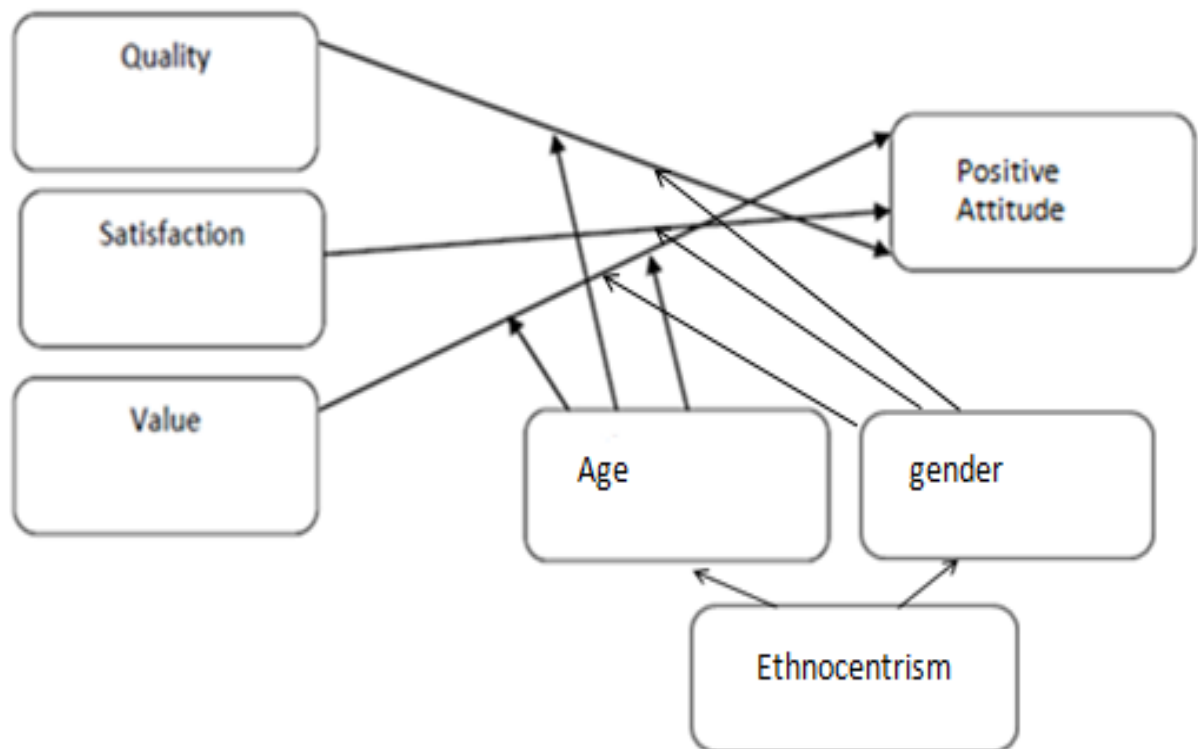 Quality
Positive
Attitude
Satisfaction
Value
Age
gender
Ethnocentrism